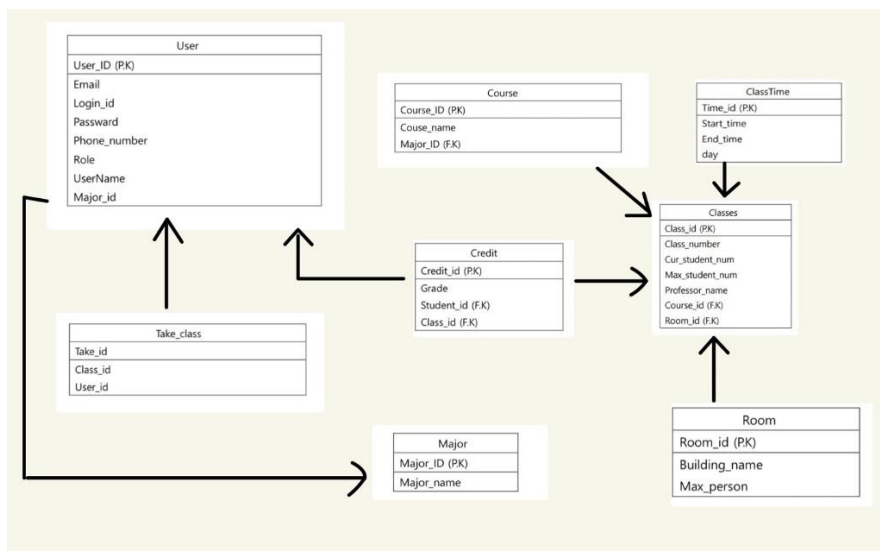 User
User_ID (P.K)
Email
Login_id
Passward
Phone_number
Role
UserName
Major_id
Course
Course_ID (P.K)
Couse_name
Major_ID (F.K)
ClassTime
Time_id (P.K)
Start_time
End_time
day
Classes
Class_id (P.K)
Class_number
Cur_student_num
Max_student_num
Professor_name
Course_id (F.K)
Room_id (F.K)
Credit
Credit_id (P.K)
Grade
Student_id (F.K)
Class_id (F.K)
Take_class
Take_id
Class_id
User_id
Major
Major_ID (P.K)
Major_name
Room
Room_id (P.K)
Building_name
Max_person